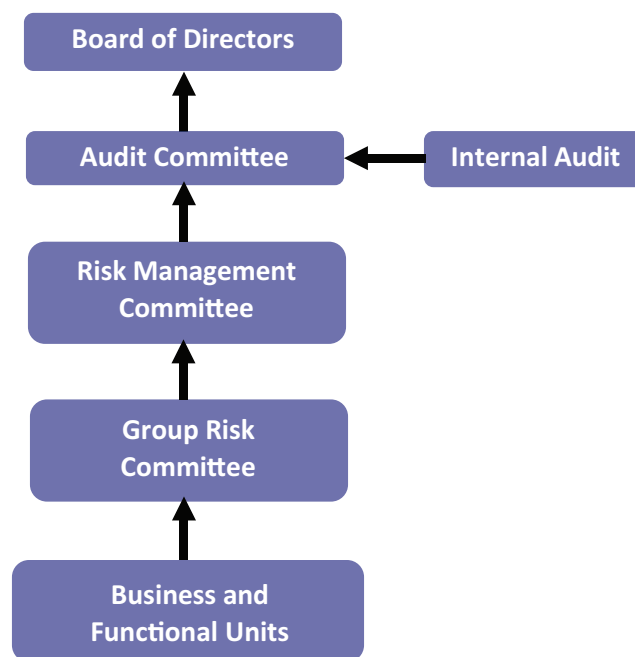 Board of Directors
Audit Committee
Internal Audit
Risk Management
Committee
Group Risk
Committee
Business and
Functional Units